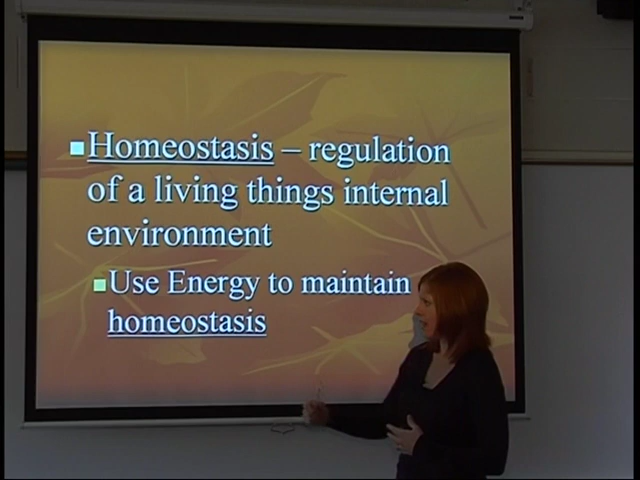 Homeostasis – regulation
of a living things internal
environment
Use Energy to maintain
homeostasis